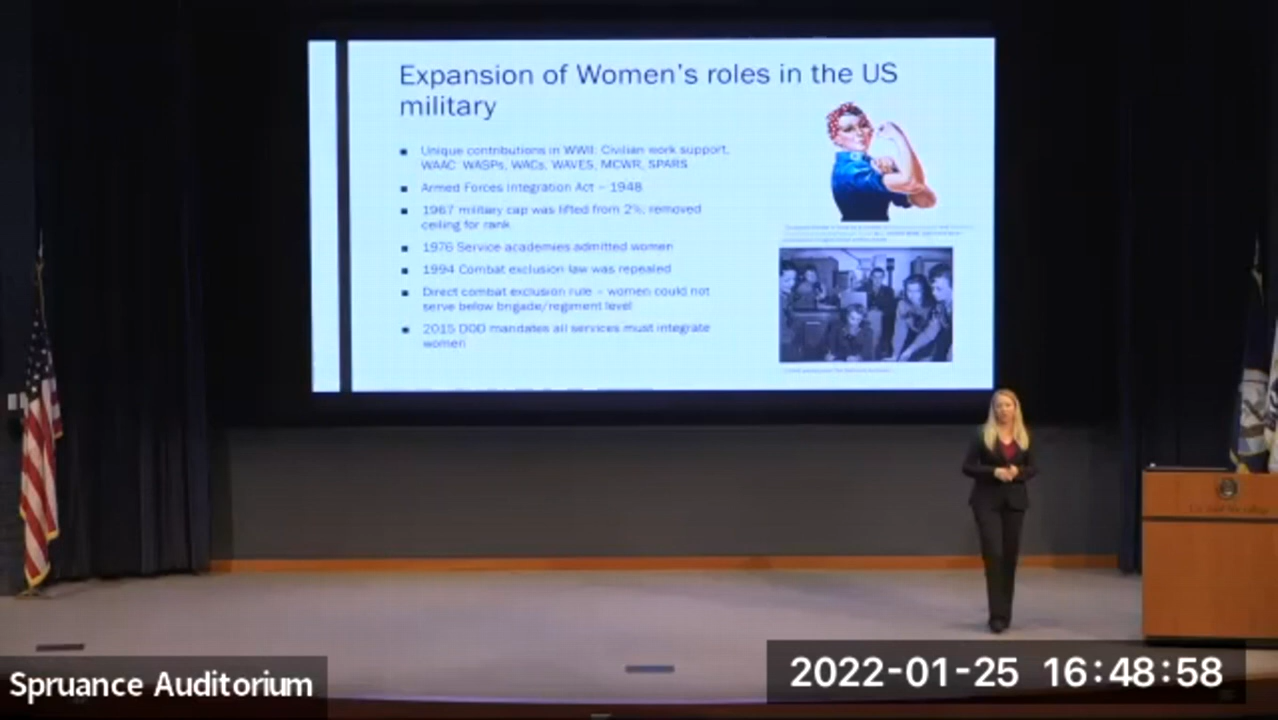 Expansion of Women's roles in the US
military
Unique contributions in WWII: Civilian work support,
WAAC: WASPs, WACs, WAVES, MCWR, SPARS
Armed Forces Integration Act – 1948
1967 military cap was lifted from 2%, removed
ceiling for rank
1976 Service academies admitted women
1994 Combat exclusion law was repealed
Direct combat exclusion rule – women could not
serve below brigade/regiment level
2015 DOD mandates all services must integrate
women
Spruance Auditorium
2022-01-25 16:48:58